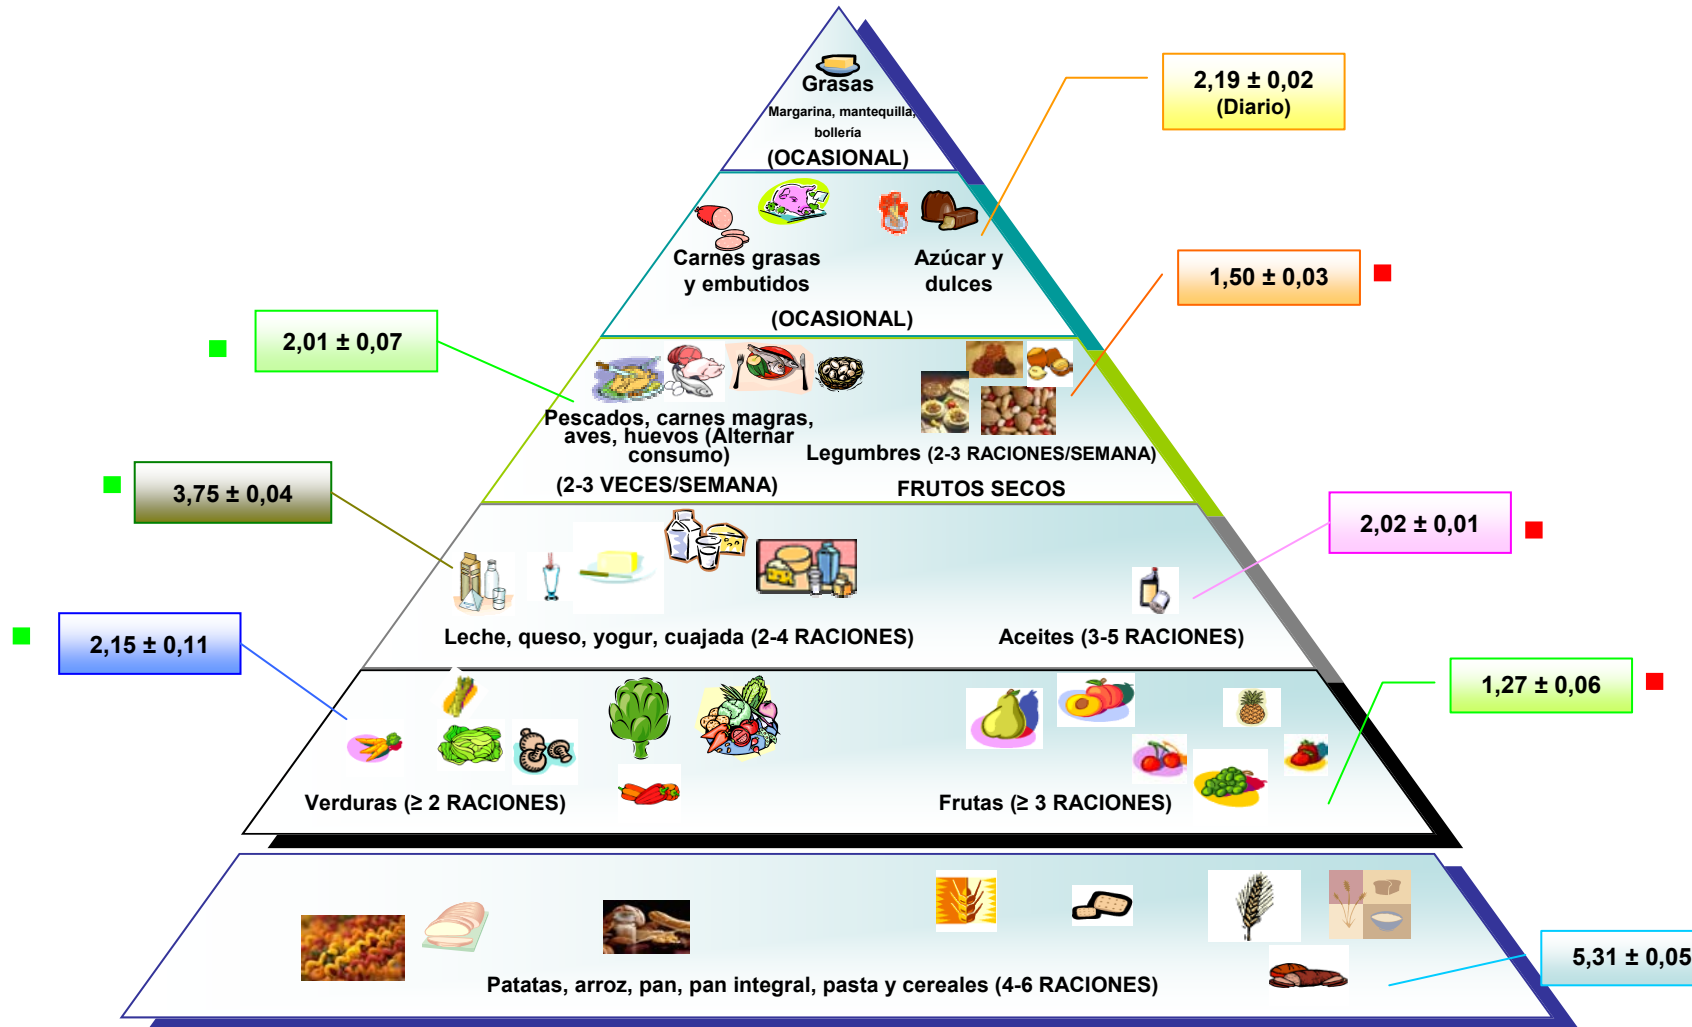 Grasas
Margarina, mantequilla,
bollería
(OCASIONAL)
2,19 ± 0,02
(Diario)
Carnes grasas
y embutidos
Azúcar y
dulces
(OCASIONAL)
1,50 ± 0,03
2,01 ± 0,07
Pescados, carnes magras,
aves, huevos (Alternar
consumo)
(2-3 VECES/SEMANA)
Legumbres (2-3 RACIONES/SEMANA)
FRUTOS SECOS
3,75 ± 0,04
2,02 ± 0,01
Leche, queso, yogur, cuajada (2-4 RACIONES)
Aceites (3-5 RACIONES)
2,15 ± 0,11
1,27 ± 0,06
Verduras (≥ 2 RACIONES)
Frutas (≥ 3 RACIONES)
5,31 ± 0,05
Patatas, arroz, pan, pan integral, pasta y cereales (4-6 RACIONES)